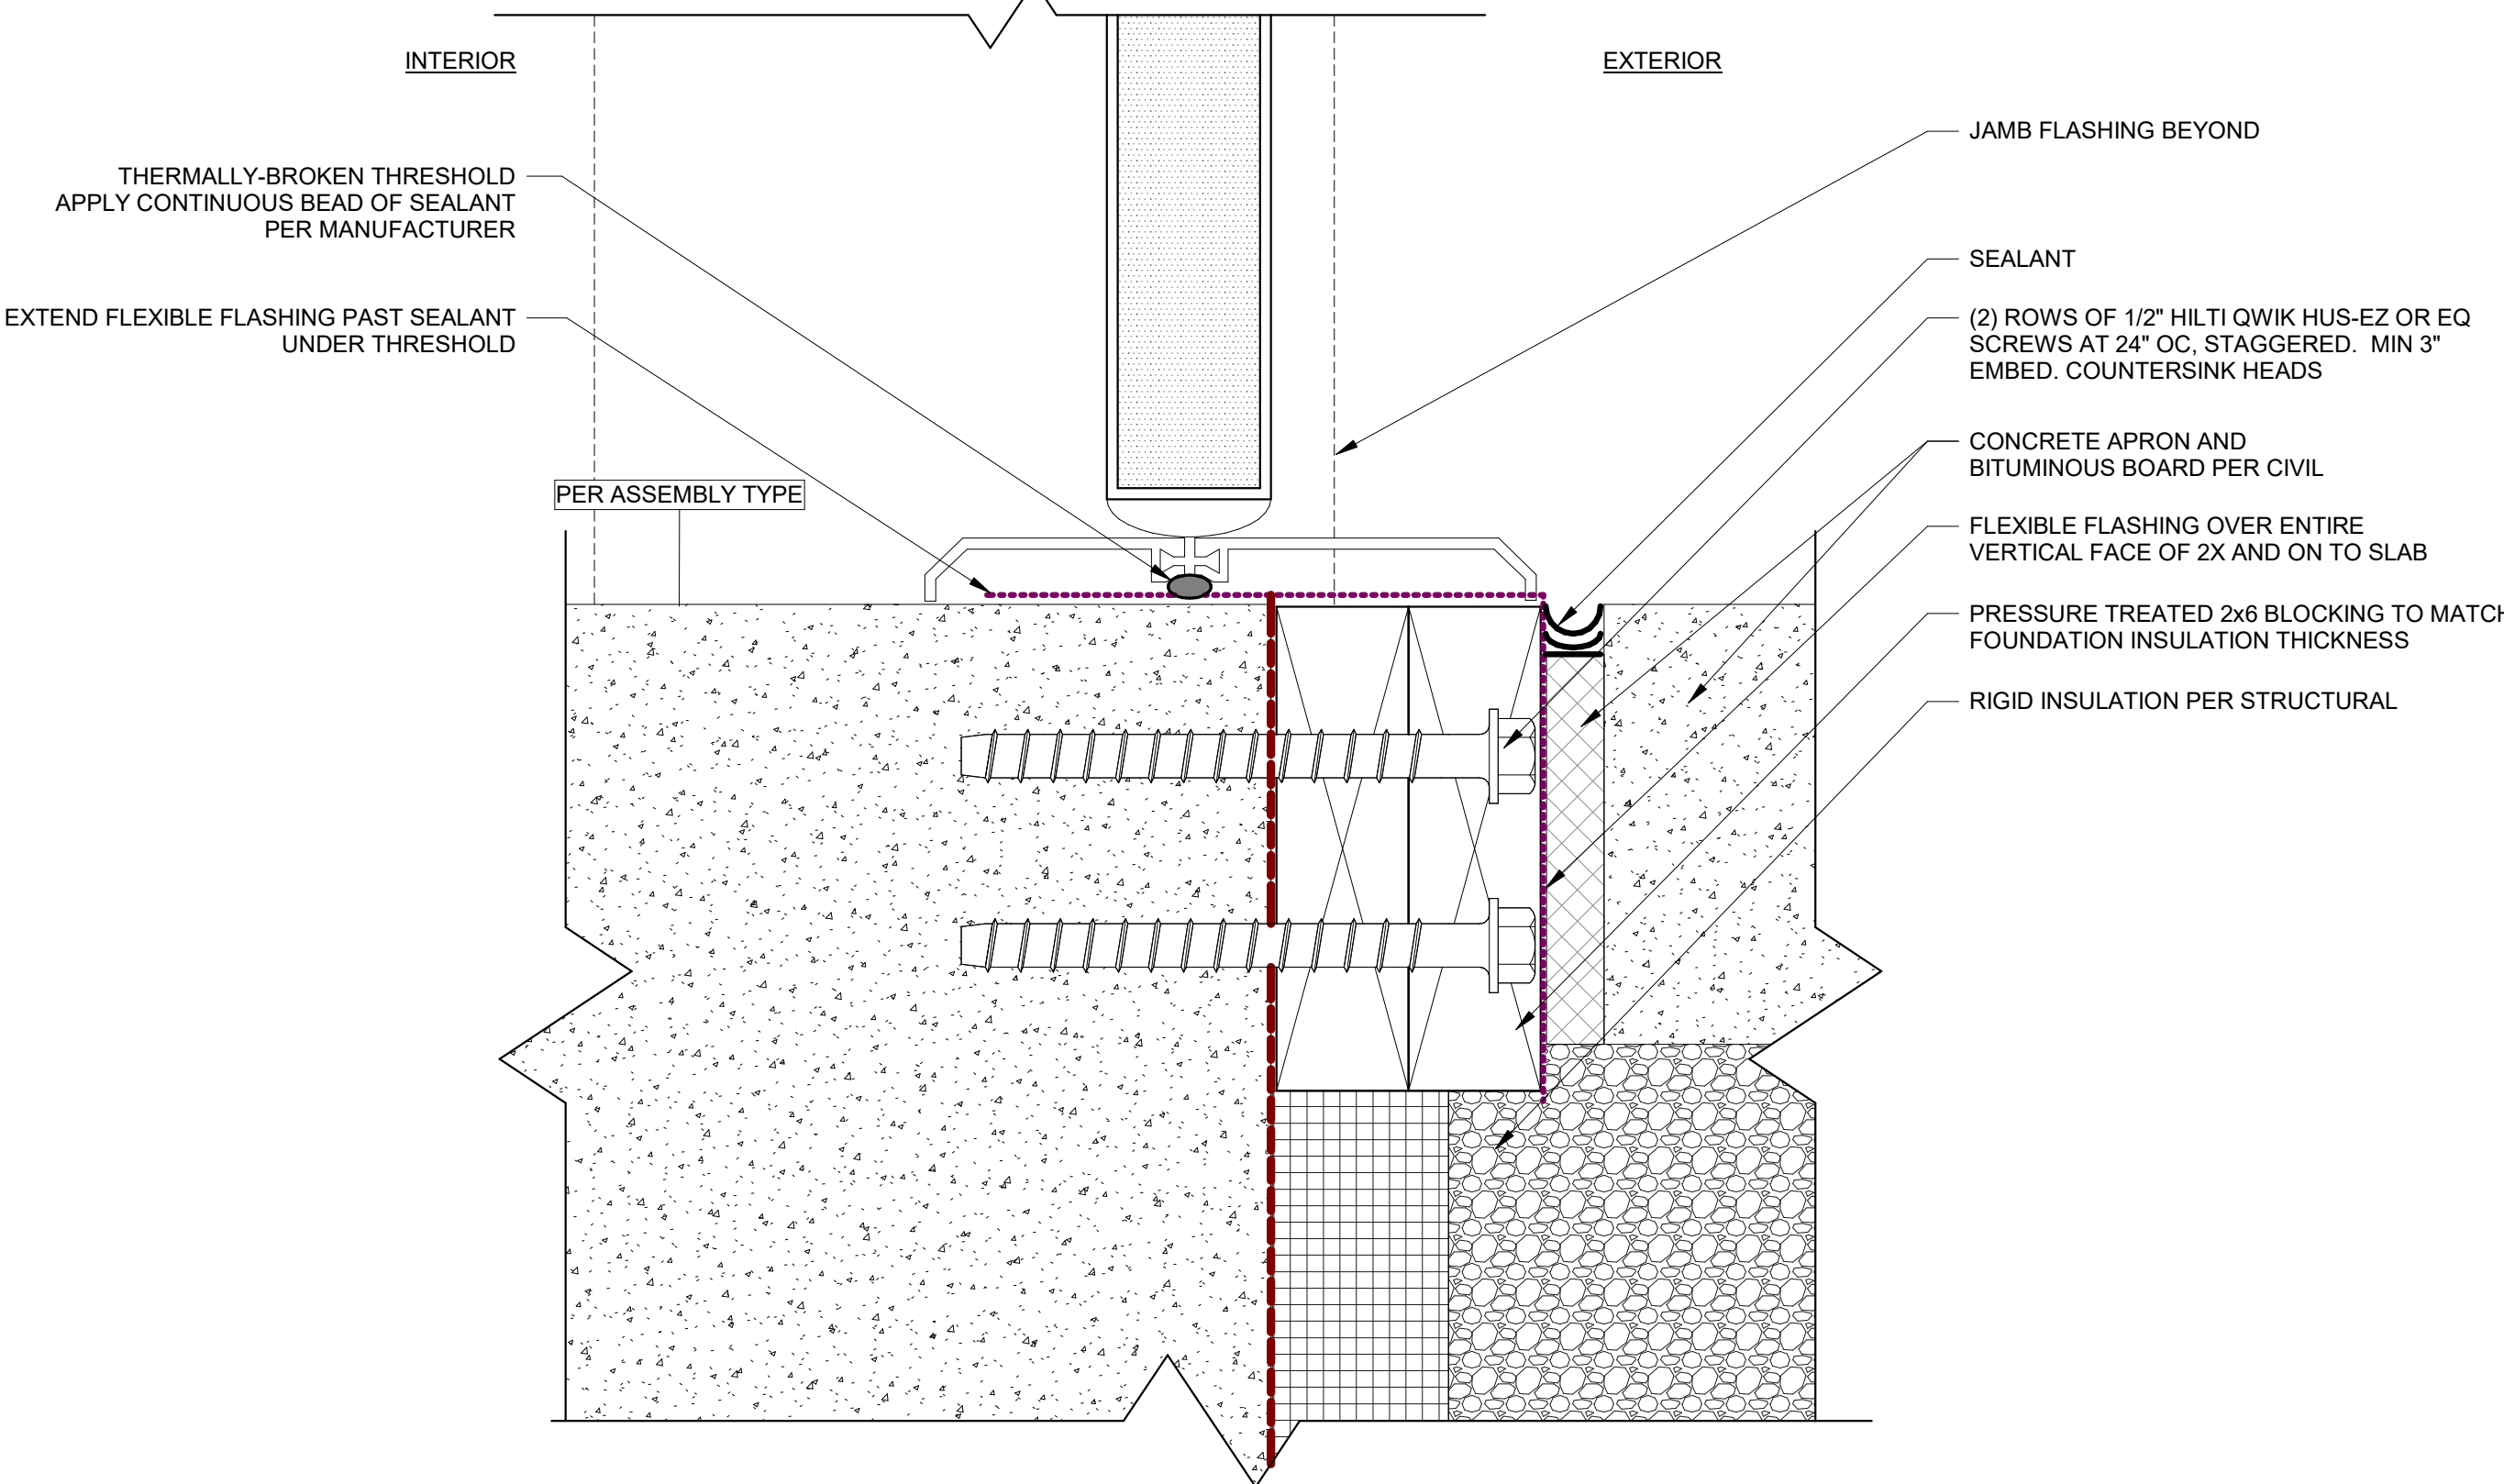 INTERIOR
EXTERIOR
THERMALLY-BROKEN THRESHOLD
APPLY CONTINUOUS BEAD OF SEALANT
PER MANUFACTURER
EXTEND FLEXIBLE FLASHING PAST SEALANT
UNDER THRESHOLD
PER ASSEMBLY TYPE
JAMB FLASHING BEYOND
SEALANT
(2) ROWS OF 1/2" HILTI QWIK HUS-EZ OR EQ
SCREWS AT 24" OC, STAGGERED.  MIN 3"
EMBED. COUNTERSINK HEADS
CONCRETE APRON AND
BITUMINOUS BOARD PER CIVIL
FLEXIBLE FLASHING OVER ENTIRE
VERTICAL FACE OF 2X AND ON TO SLAB
PRESSURE TREATED 2x6 BLOCKING TO MATCH
FOUNDATION INSULATION THICKNESS
RIGID INSULATION PER STRUCTURAL